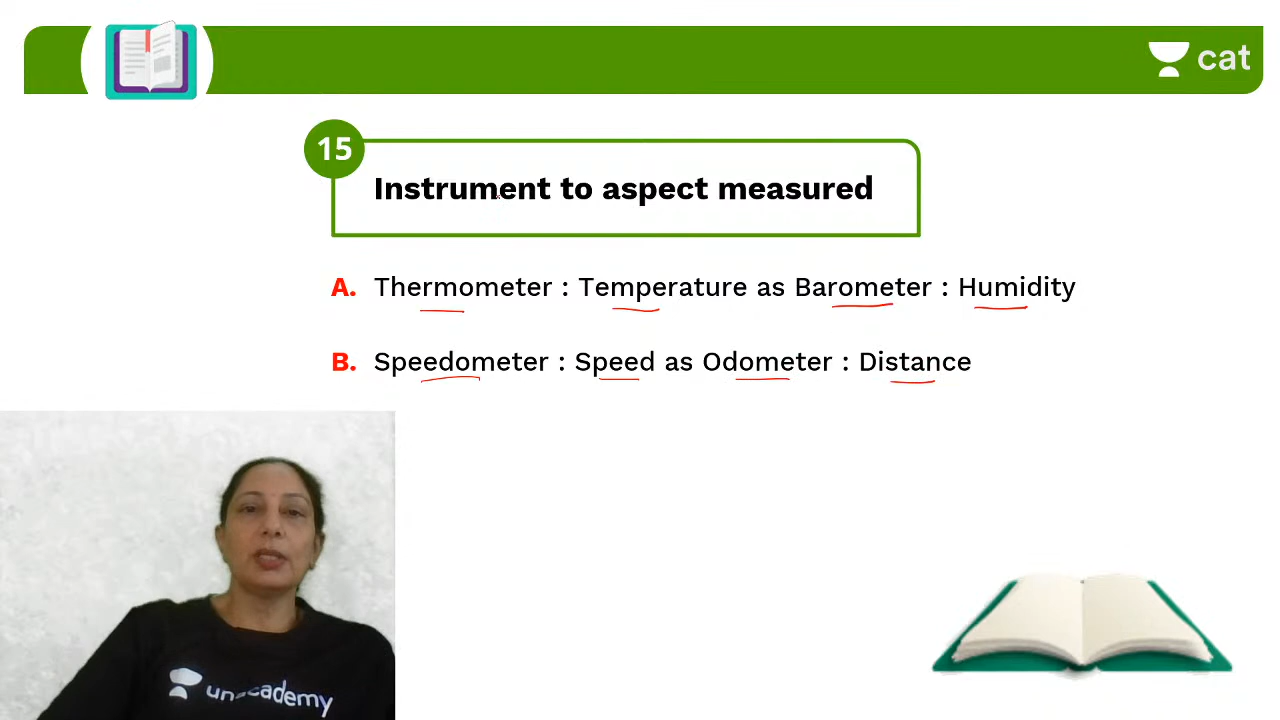 cat
15
Instrument to aspect measured
A. Thermometer : Temperature as Barometer : Humidity
B. Speedometer : Speed as Odometer : Distance
unacademy